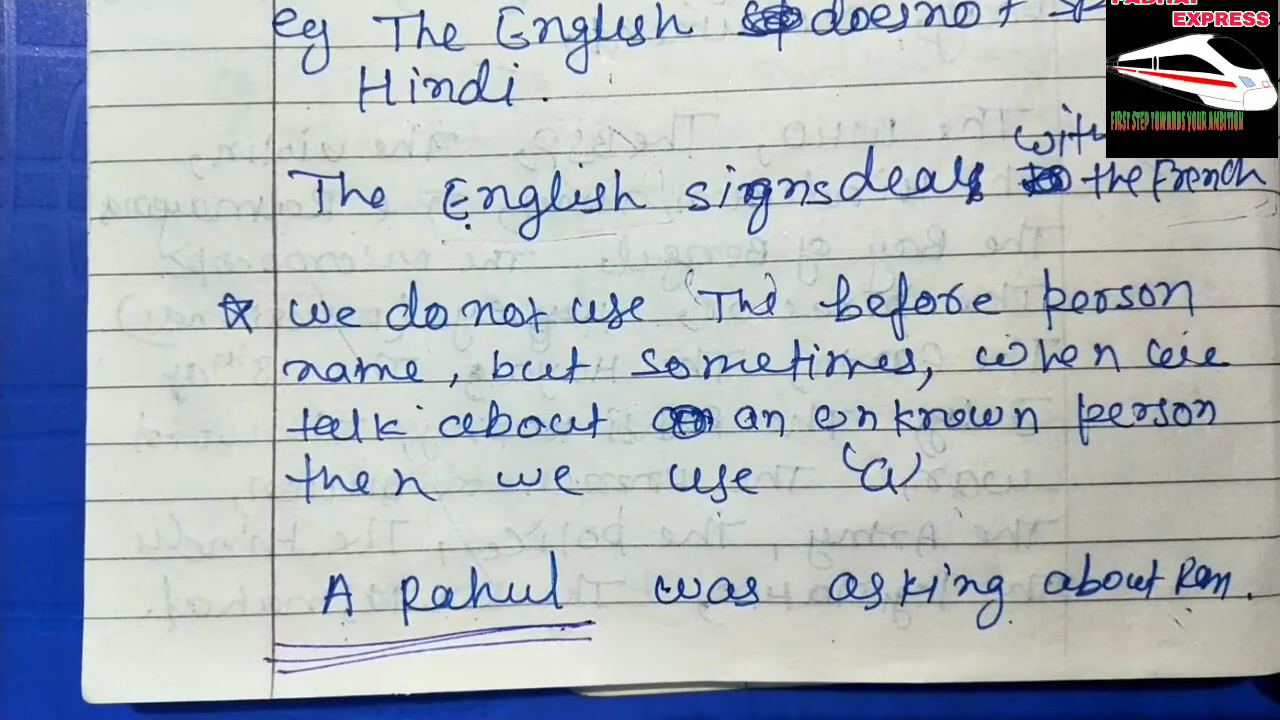 PADHAI
EXPRESS
FIRST STEP TOWARDS YOUR AMBITION
eg The English does not
Hindi.
with
The English signs deals the French
☆ we do not use 'The' before person
name, but sometimes, when we
talk about an unknown person
then we use 'a'
A Rahul was asking about Ram.